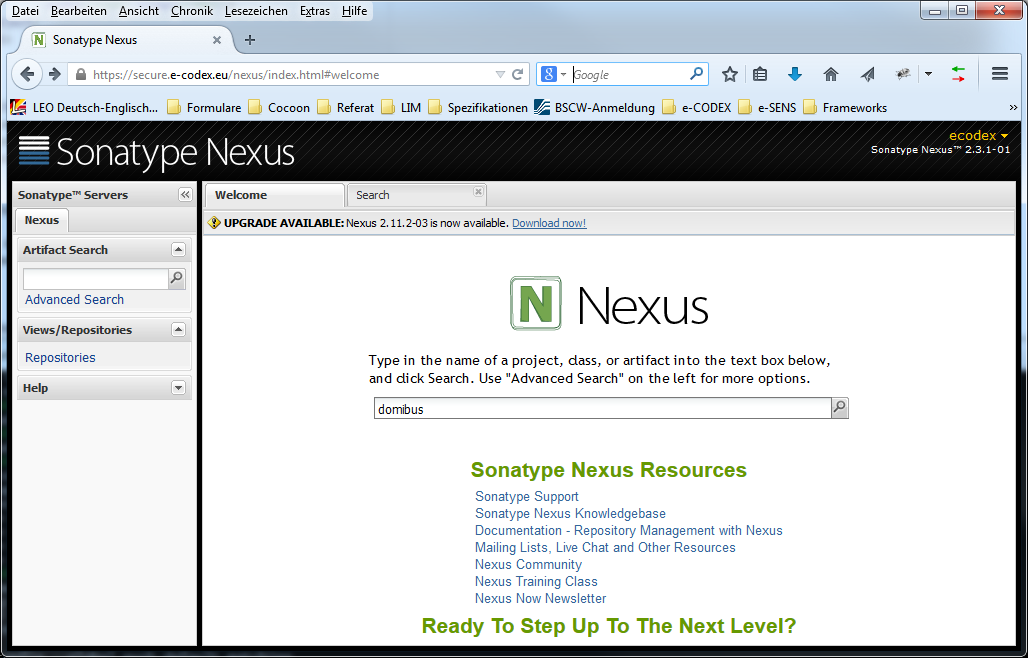 Datei Bearbeiten Ansicht Chronik Lesezeichen Extras Hilfe
Sonatype Nexus
https://secure.e-codex.eu/nexus/index.html#welcome
Google
LEO Deutsch-Englisch... Formulare Cocoon Referat LIM Spezifikationen BSCW-Anmeldung e-CODEX e-SENS Frameworks »
Sonatype Nexus
ecodex
Sonatype Nexus™ 2.3.1-01
Sonatype™ Servers
Welcome Search
Nexus
UPGRADE AVAILABLE: Nexus 2.11.2-03 is now available. Download now!
Artifact Search
Advanced Search
Views/Repositories
Repositories
Help
N Nexus
Type in the name of a project, class, or artifact into the text box below,
and click Search. Use "Advanced Search" on the left for more options.
domibus
Sonatype Nexus Resources
Sonatype Support
Sonatype Nexus Knowledgebase
Documentation - Repository Management with Nexus
Mailing Lists, Live Chat and Other Resources
Nexus Community
Nexus Training Class
Nexus Now Newsletter
Ready To Step Up To The Next Level?